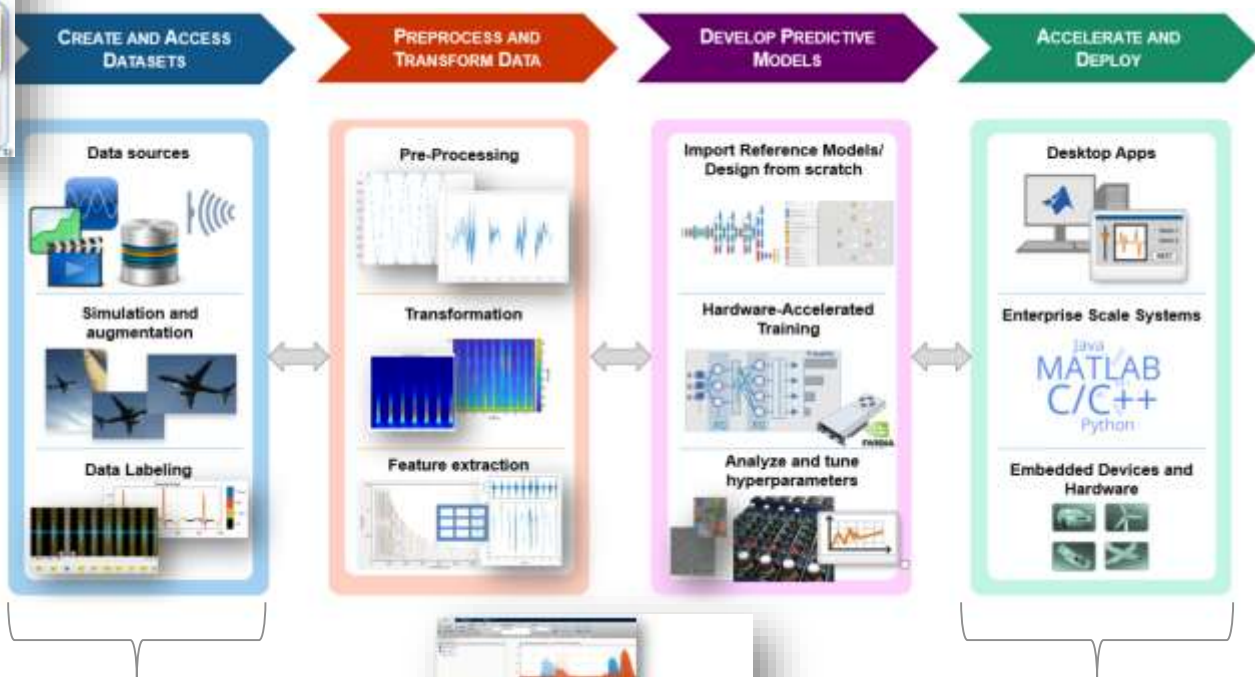 CREATE AND ACCESS
DATASETS
PREPROCESS AND
TRANSFORM DATA
DEVELOP PREDICTIVE
MODELS
ACCELERATE AND
DEPLOY
Data sources
Simulation and
augmentation
Data Labeling
Pre-Processing
Transformation
Feature extraction
Import Reference Models/
Design from scratch
Hardware-Accelerated
Training
NVIDIA
Analyze and tune
hyperparameters
Desktop Apps
Enterprise Scale Systems
Java
MATLAB
C/C++
Python
Embedded Devices and
Hardware